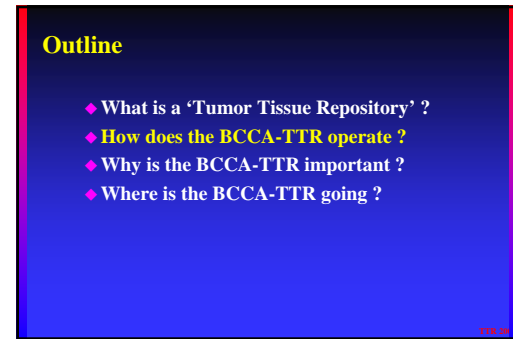 Outline
What is a ‘Tumor Tissue Repository’ ?
How does the BCCA-TTR operate ?
Why is the BCCA-TTR important ?
Where is the BCCA-TTR going ?